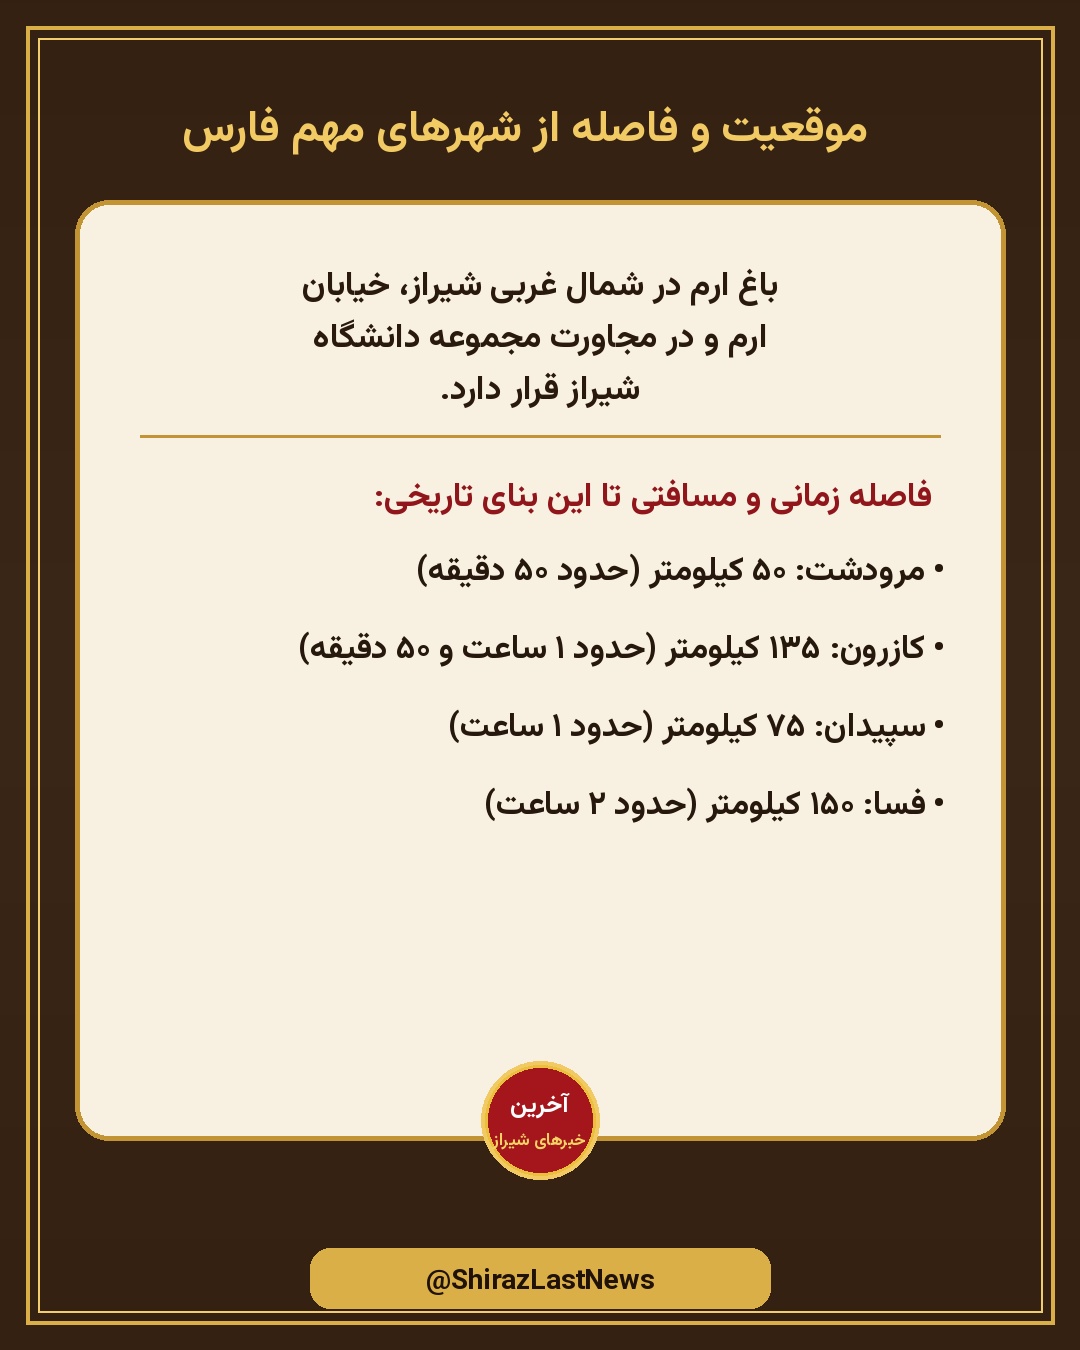 موقعیت و فاصله از شهرهای مهم فارس
باغ ارم در شمال غربی شیراز، خیابان
ارم و در مجاورت مجموعه دانشگاه
شیراز قرار دارد.
فاصله زمانی و مسافتی تا این بنای تاریخی:
• مرودشت: ۵۰ کیلومتر (حدود ۵۰ دقیقه)
• کازرون: ۱۳۵ کیلومتر (حدود ۱ ساعت و ۵۰ دقیقه)
• سپیدان: ۷۵ کیلومتر (حدود ۱ ساعت)
• فسا: ۱۵۰ کیلومتر (حدود ۲ ساعت)
آخرین
خبرهای شیراز
@ShirazLastNews